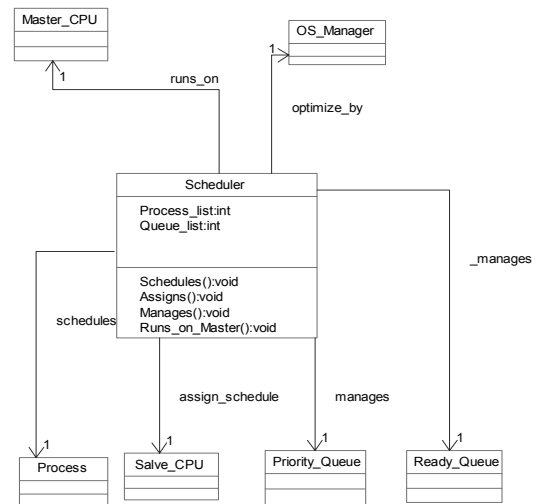 Master_CPU
OS_Manager
1
1
runs_on
optimize_by
Scheduler
Process_list:int
Queue_list:int
_manages
Schedules():void
Assigns():void
Manages():void
Runs_on_Master():void
schedules
assign_schedule
manages
1
1
1
1
Process
Salve_CPU
Priority_Queue
Ready_Queue